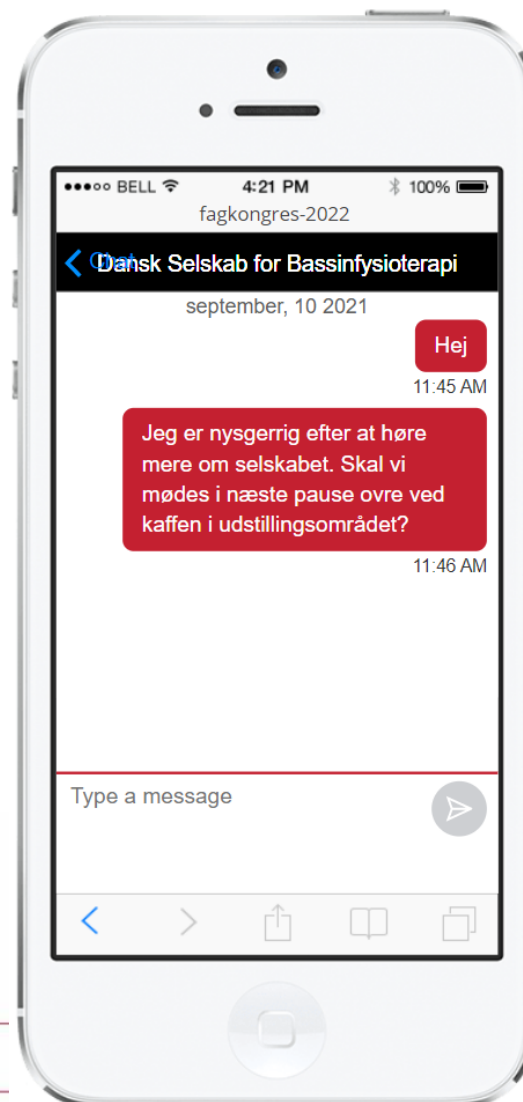 BELL 4:21 PM 100%
fagkongres-2022
Chat Dansk Selskab for Bassinfysioterapi
september, 10 2021
Hej
11:45 AM
Jeg er nysgerrig efter at høre
mere om selskabet. Skal vi
mødes i næste pause ovre ved
kaffen i udstillingsområdet?
11:46 AM
Type a message